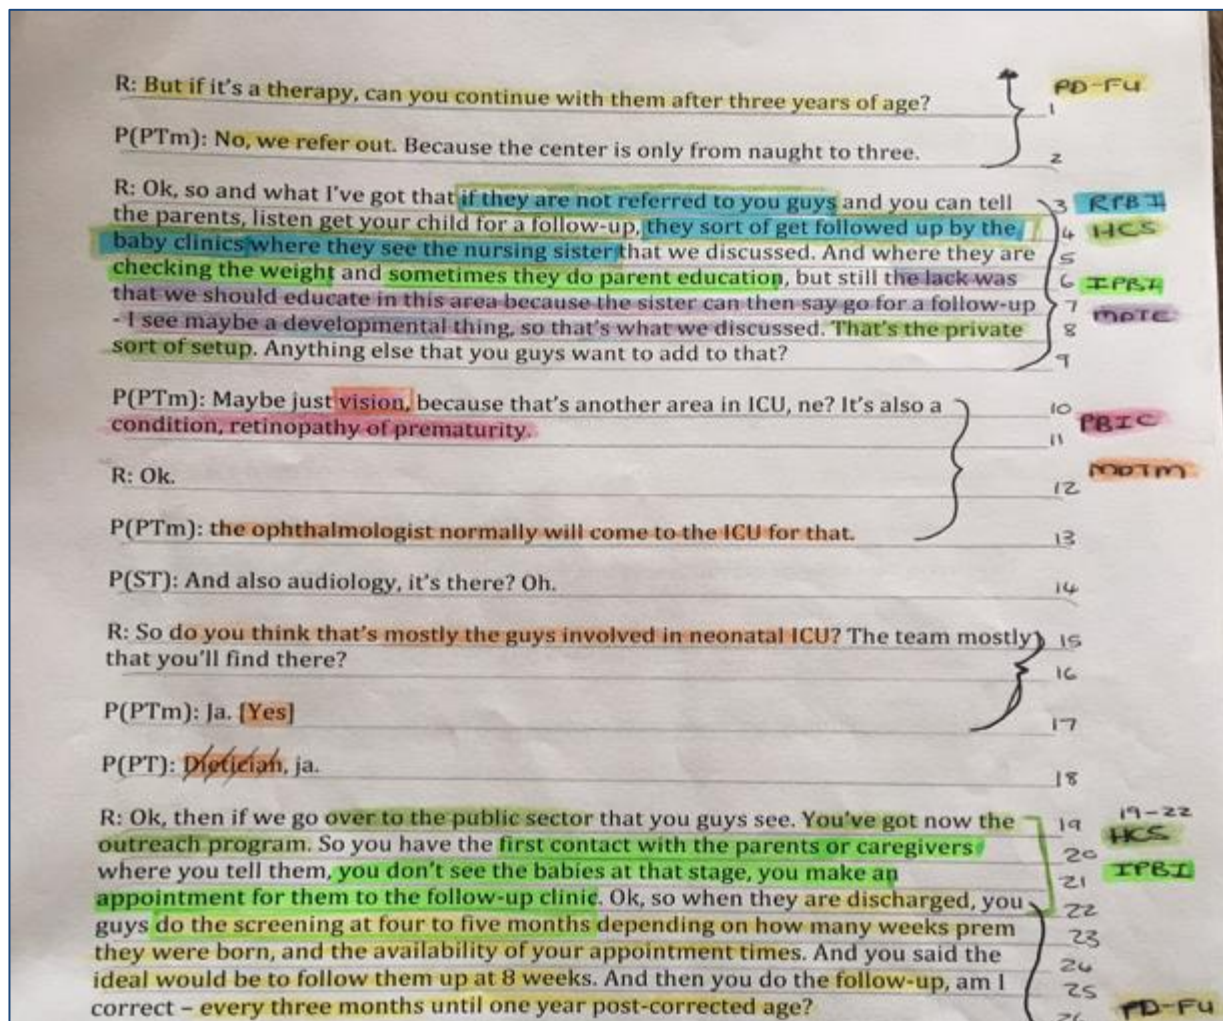 R: But if it's a therapy, can you continue with them after three years of age? 1 PD-FU
P(PTm): No, we refer out. Because the center is only from naught to three. 2
R: Ok, so and what I've got that if they are not referred to you guys and you can tell 3 RPBI
the parents, listen get your child for a follow-up, they sort of get followed up by the 4 HCS
baby clinics where they see the nursing sister that we discussed. And where they are 5
checking the weight and sometimes they do parent education, but still the lack was 6 IPBI
that we should educate in this area because the sister can then say go for a follow-up 7
- I see maybe a developmental thing, so that's what we discussed. That's the private 8
sort of setup. Anything else that you guys want to add to that? 9
P(PTm): Maybe just vision, because that's another area in ICU, ne? It's also a 10
condition, retinopathy of prematurity. 11 PBIC
R: Ok. 12 MDTM
P(PTm): the ophthalmologist normally will come to the ICU for that. 13
P(ST): And also audiology, it's there? Oh. 14
R: So do you think that's mostly the guys involved in neonatal ICU? The team mostly 15
that you'll find there? 16
P(PTm): Ja. [Yes] 17
P(PT): Dietician, ja. 18
R: Ok, then if we go over to the public sector that you guys see. You've got now the 19 19-22
outreach program. So you have the first contact with the parents or caregivers 20 HCS
where you tell them, you don't see the babies at that stage, you make an 21 IPBI
appointment for them to the follow-up clinic. Ok, so when they are discharged, you 22
guys do the screening at four to five months depending on how many weeks prem 23
they were born, and the availability of your appointment times. And you said the 24
ideal would be to follow them up at 8 weeks. And then you do the follow-up, am I 25
correct – every three months until one year post-corrected age? 26 PD-FU